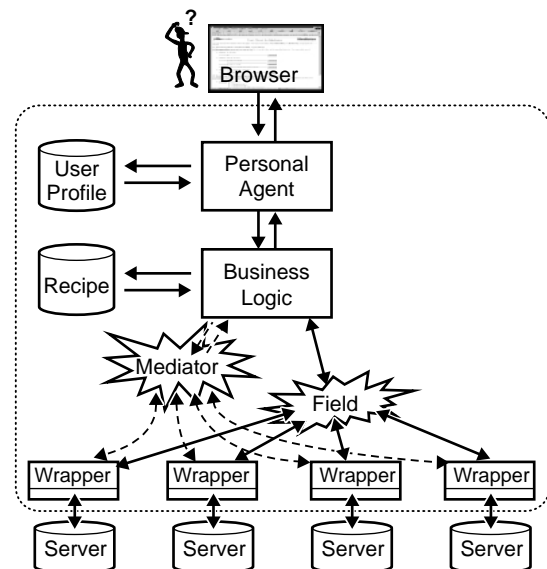 ?
Browser
User
Profile
Personal
Agent
Recipe
Business
Logic
Mediator
Field
Wrapper
Wrapper
Wrapper
Wrapper
Server
Server
Server
Server